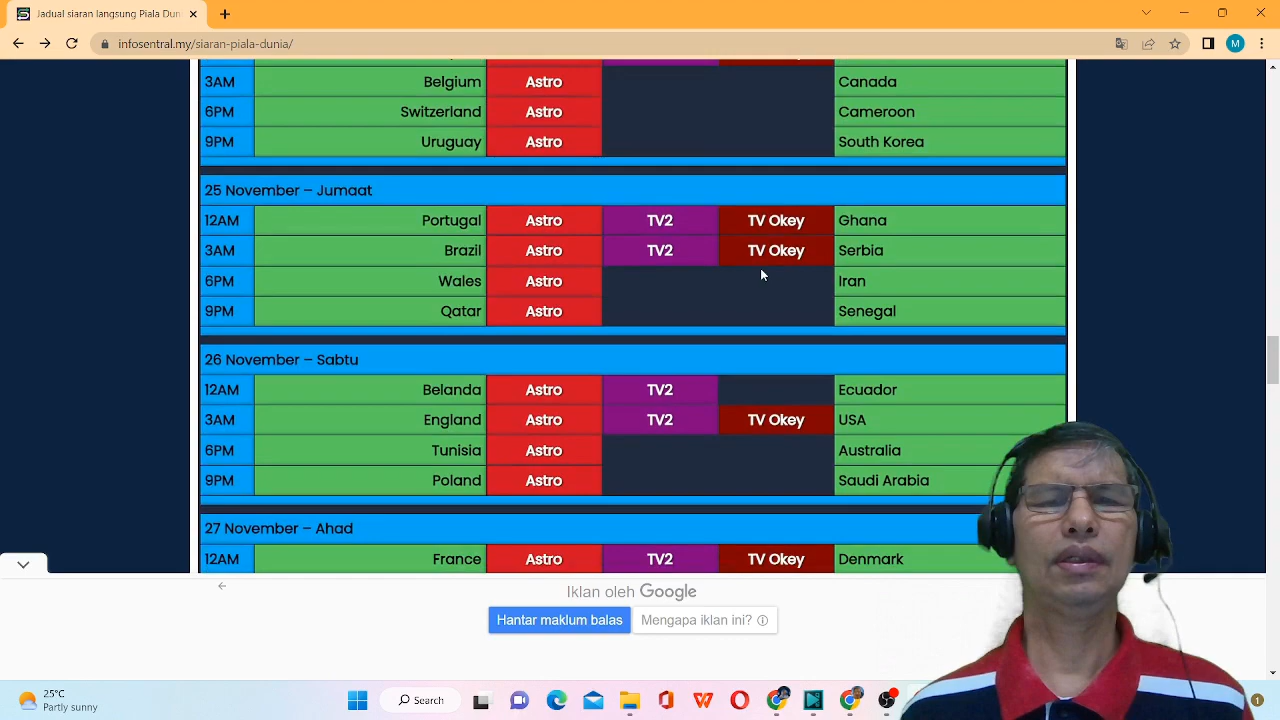 Jadual siaran langsung Piala Dun
infosentral.my/siaran-piala-dunia/
M
3AM Belgium Astro Canada
6PM Switzerland Astro Cameroon
9PM Uruguay Astro South Korea
25 November – Jumaat
12AM Portugal Astro TV2 TV Okey Ghana
3AM Brazil Astro TV2 TV Okey Serbia
6PM Wales Astro Iran
9PM Qatar Astro Senegal
26 November – Sabtu
12AM Belanda Astro TV2 Ecuador
3AM England Astro TV2 TV Okey USA
6PM Tunisia Astro Australia
9PM Poland Astro Saudi Arabia
27 November – Ahad
12AM France Astro TV2 TV Okey Denmark
Iklan oleh Google
Hantar maklum balas Mengapa iklan ini?
25°C
Partly sunny
Search
1